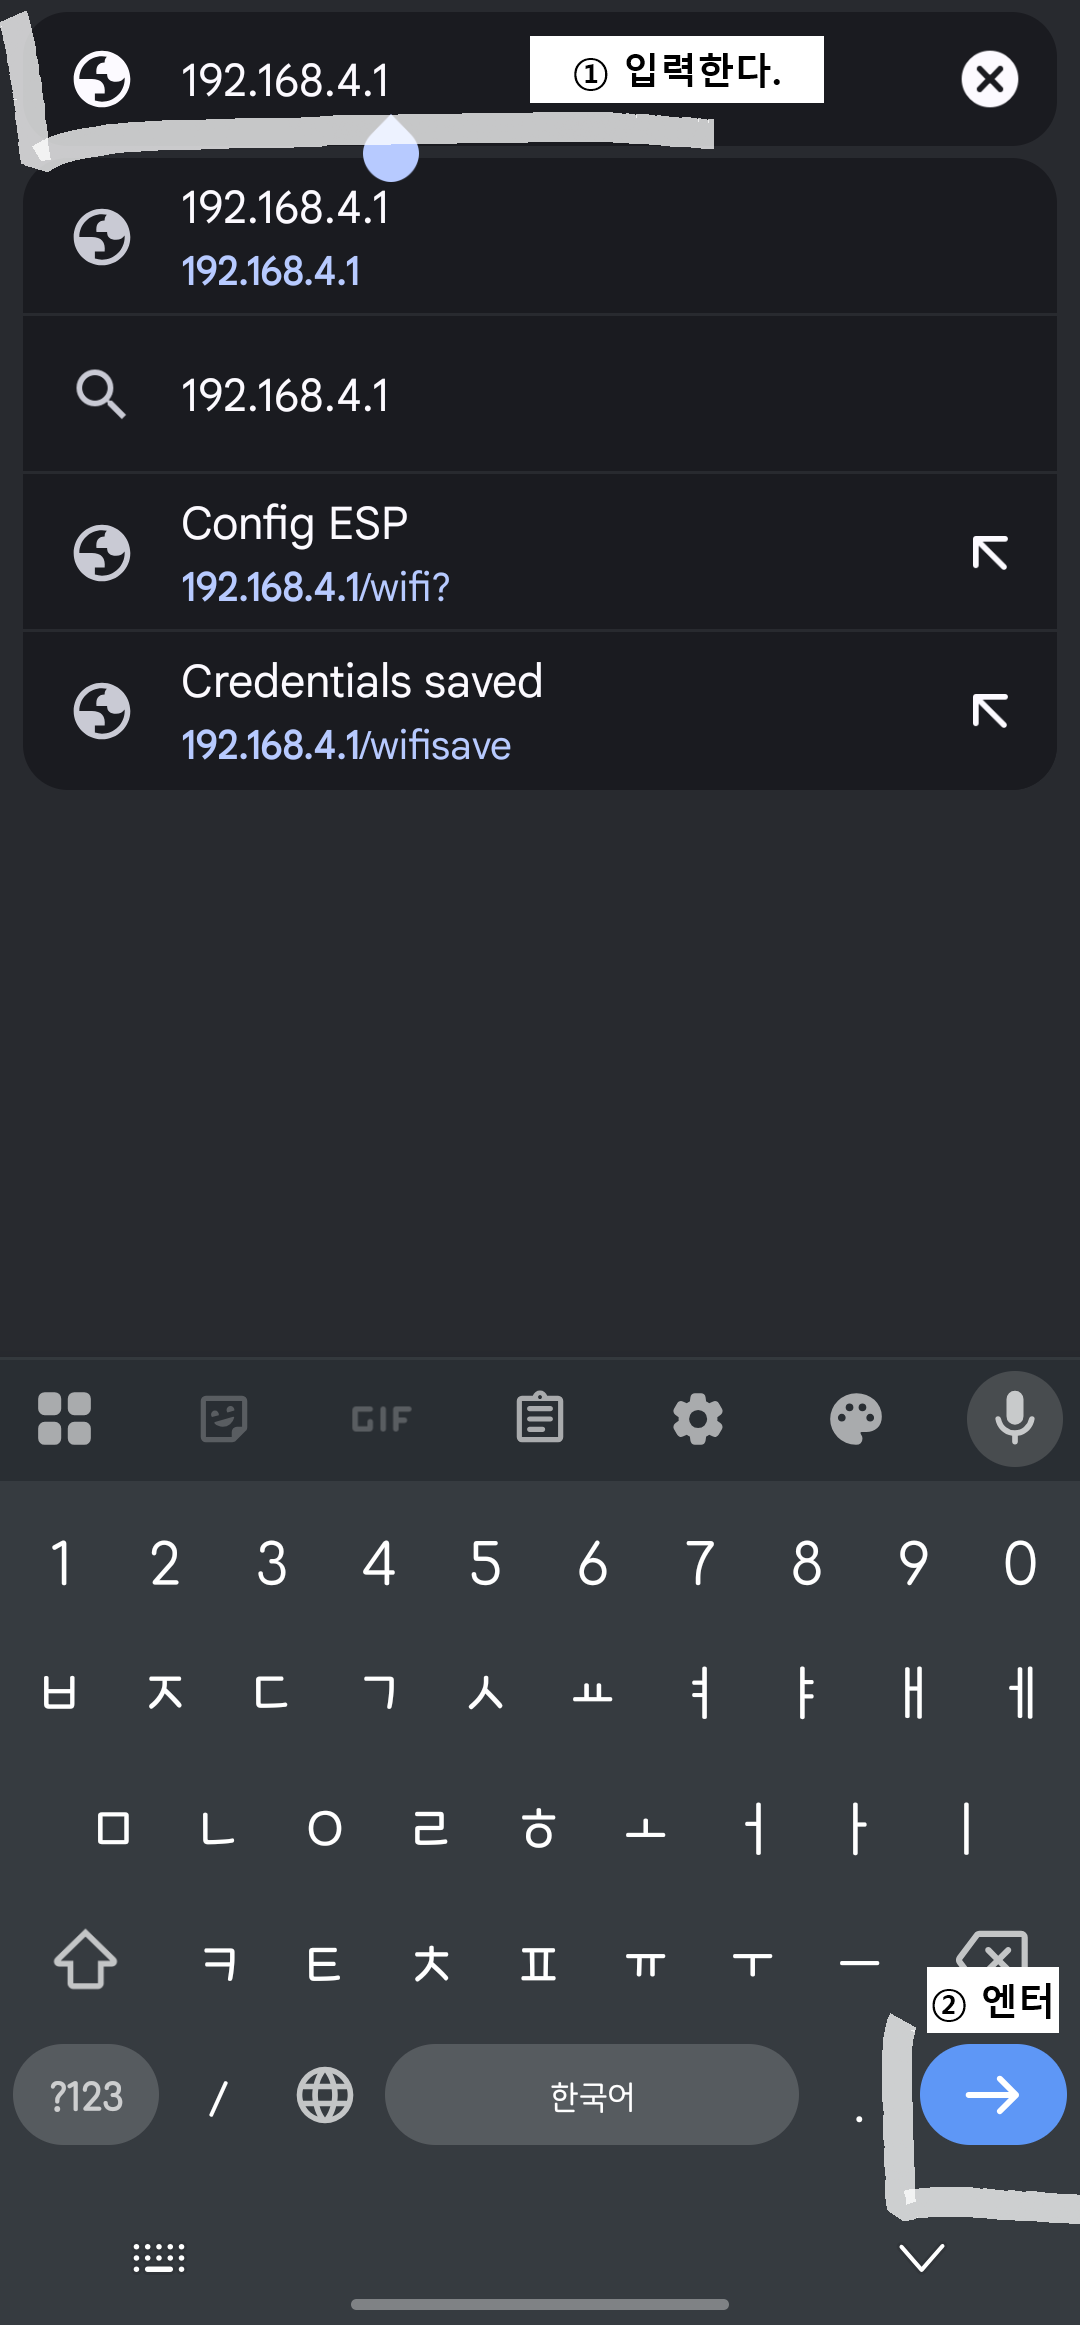 192.168.4.1
① 입력한다.
192.168.4.1
192.168.4.1
192.168.4.1
Config ESP
192.168.4.1/wifi?
Credentials saved
192.168.4.1/wifisave
GIF
1 2 3 4 5 6 7 8 9 0
ㅂ ㅈ ㄷ ㄱ ㅅ ㅛ ㅕ ㅑ ㅐ ㅔ
ㅁ ㄴ ㅇ ㄹ ㅎ ㅗ ㅓ ㅏ ㅣ
ㅋ ㅌ ㅊ ㅍ ㅠ ㅜ ㅡ
② 엔터
?123 / 한국어 .